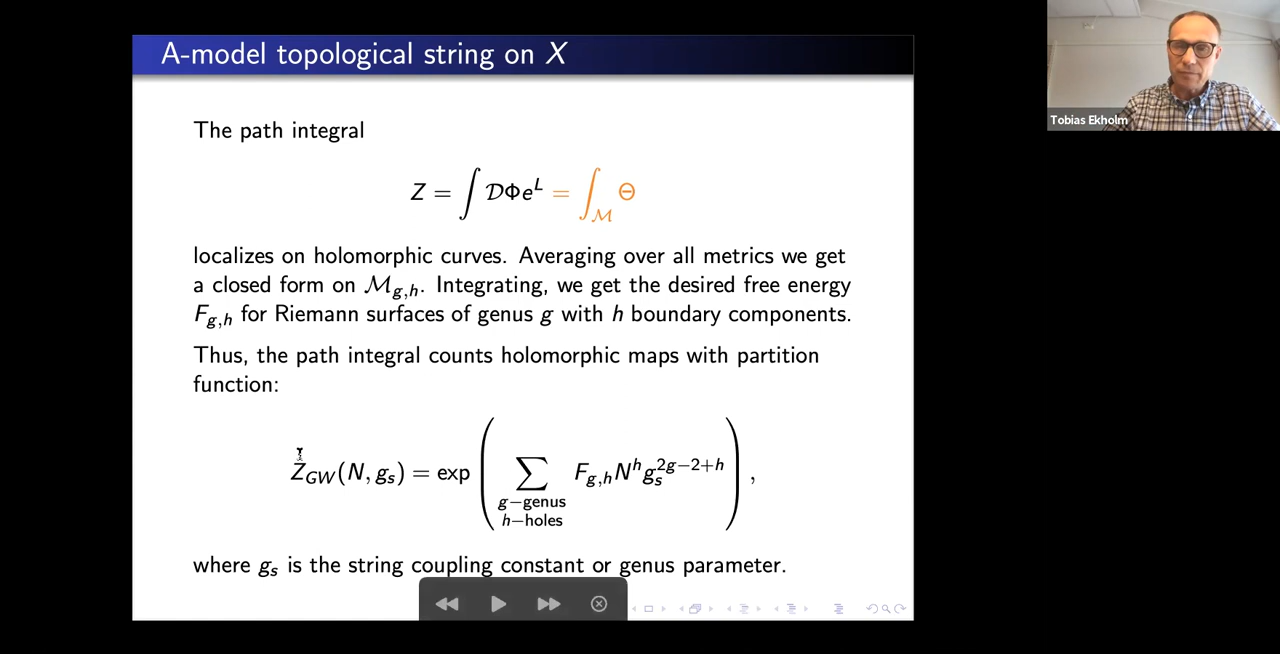 A-model topological string on X
Tobias Ekholm
The path integral
Z = ∫ 𝒟Φe^L = ∫_ℳ Θ
localizes on holomorphic curves. Averaging over all metrics we get
a closed form on ℳ_{g,h}. Integrating, we get the desired free energy
F_{g,h} for Riemann surfaces of genus g with h boundary components.
Thus, the path integral counts holomorphic maps with partition
function:
Z_{GW}(N, g_s) = exp ( ∑_{g−genus h−holes} F_{g,h} N^h g_s^{2g−2+h} ) ,
where g_s is the string coupling constant or genus parameter.